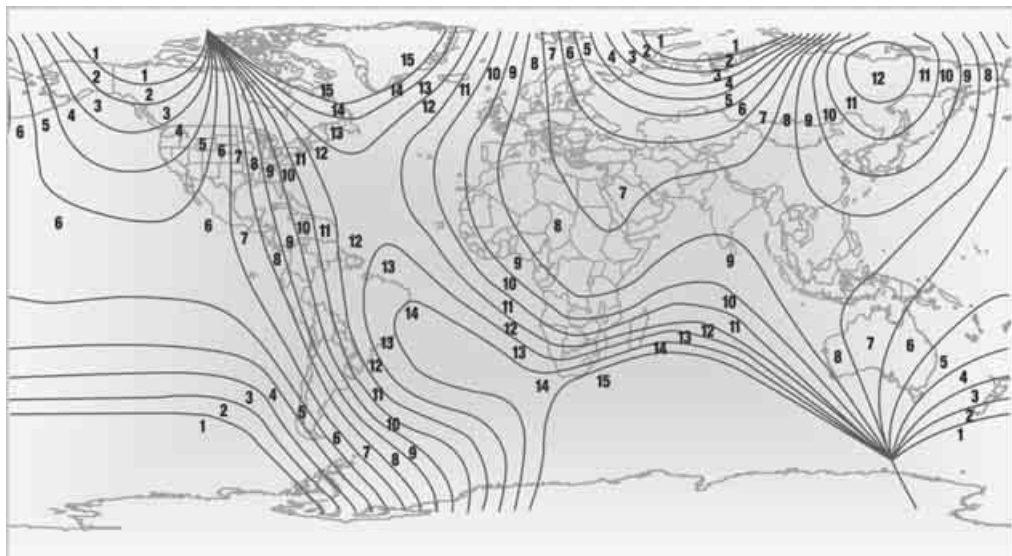 1 15 7 6 5 4 3 2 1 1
2 1 15 14 13 12 11 10 9 8 2 12 11 10 9 8
3 2 3 14 3 4 11
6 5 4 3 4 13 5 6 7 8 9 10
5 6 7 8 9 10 11 12
7
6 6 7 8 9 10 11 12 8
13 9 9
14 10 10
11 12 13 12 11
13 14 8 7 6
12 13 14 15 5
1 2 3 4 5 11 10 4
6 7 8 9 3
2
1